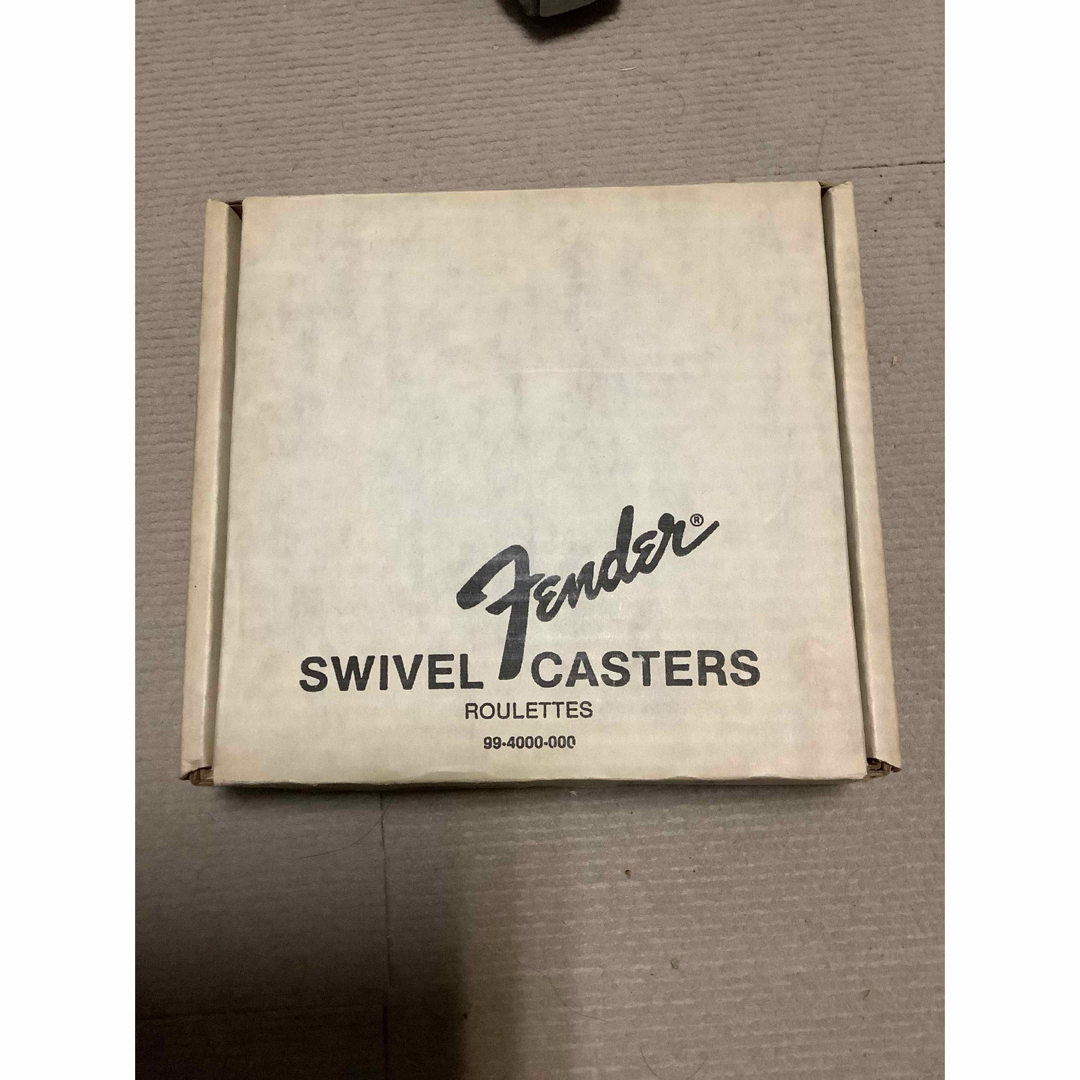 Fender®
SWIVEL CASTERS
ROULETTES
99-4000-000